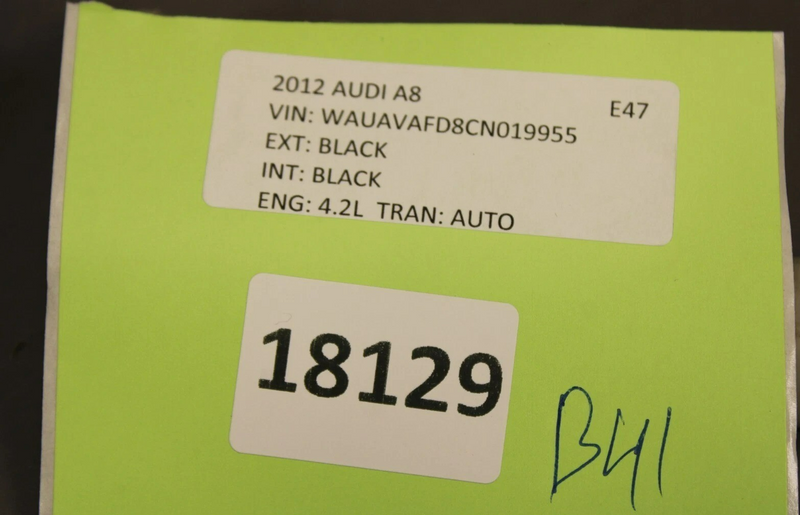 2012 AUDI A8 E47
VIN: WAUAVAFD8CN019955
EXT: BLACK
INT: BLACK
ENG: 4.2L TRAN: AUTO
18129
B41